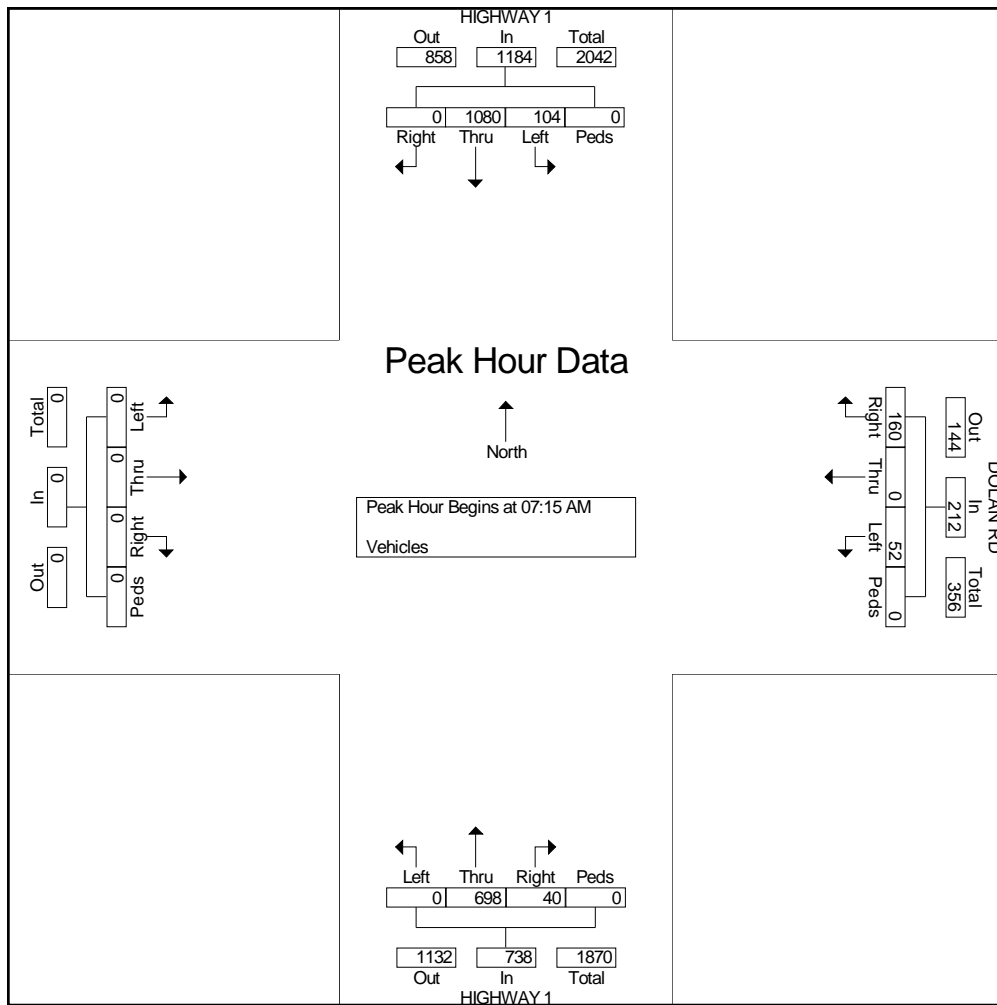 HIGHWAY 1
Out In Total
858 1184 2042
0 1080 104 0
Right Thru Left Peds
Peak Hour Data
North
Peak Hour Begins at 07:15 AM
Vehicles
Total In Out
0 0 0
0 0 0 0
Left Thru Right Peds
DOLAN RD
Out In Total
144 212 356
160 0 52 0
Right Thru Left Peds
Left Thru Right Peds
0 698 40 0
1132 738 1870
Out In Total
HIGHWAY 1